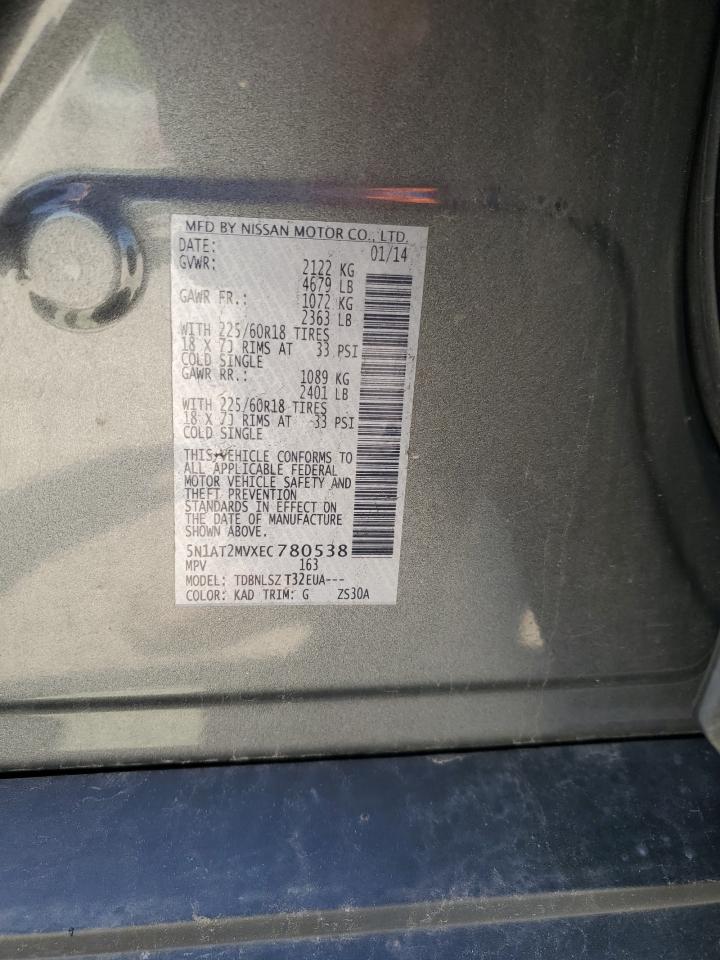 MFD BY NISSAN MOTOR CO., LTD.
DATE: 01/14
GVWR: 2122 KG
4679 LB
GAWR FR.: 1072 KG
2363 LB
WITH 225/60R18 TIRES
18 X 7J RIMS AT 33 PSI
COLD SINGLE
GAWR RR.: 1089 KG
2401 LB
WITH 225/60R18 TIRES
18 X 7J RIMS AT 33 PSI
COLD SINGLE
THIS VEHICLE CONFORMS TO
ALL APPLICABLE FEDERAL
MOTOR VEHICLE SAFETY AND
THEFT PREVENTION
STANDARDS IN EFFECT ON
THE DATE OF MANUFACTURE
SHOWN ABOVE.
5N1AT2MVXEC780538
MPV 163
MODEL: TDBNLSZ T32EUA---
COLOR: KAD TRIM: G ZS30A